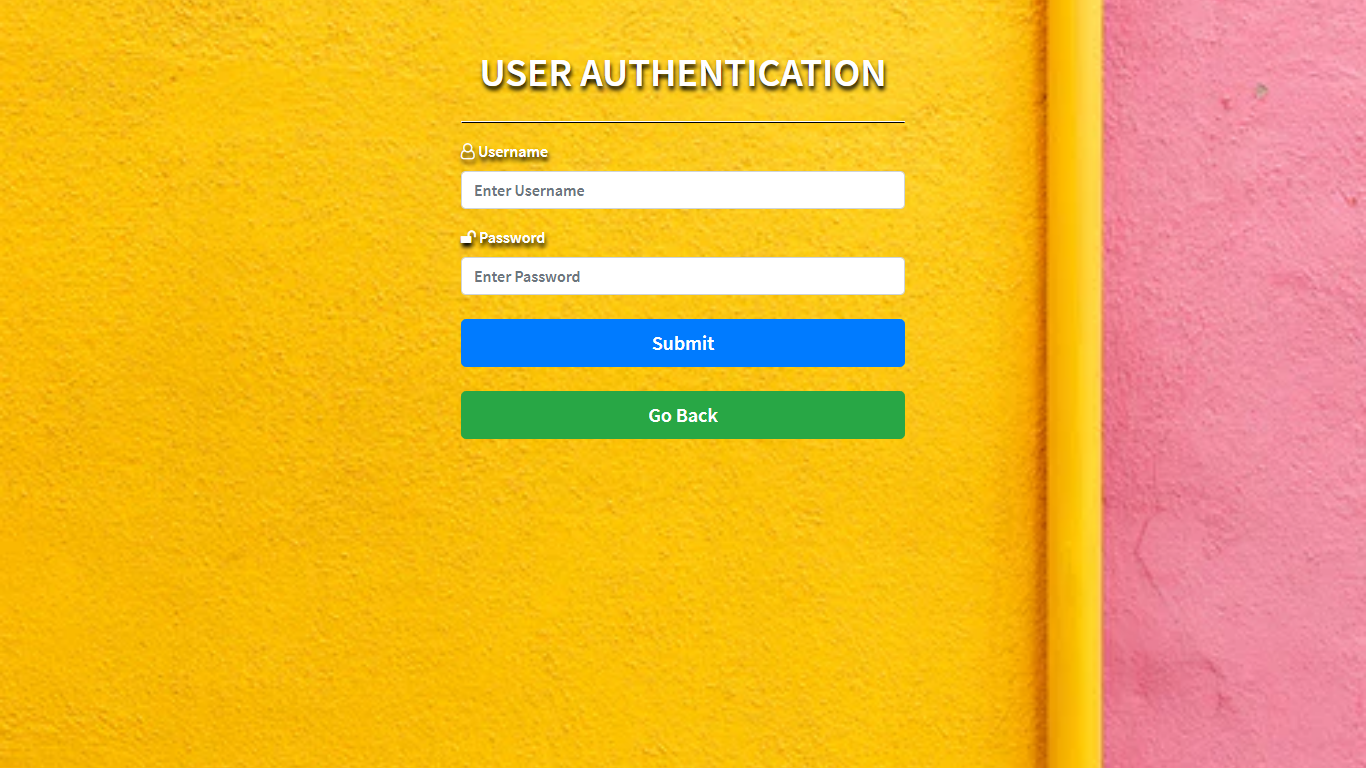 USER AUTHENTICATION
Username
Enter Username
Password
Enter Password
Submit
Go Back